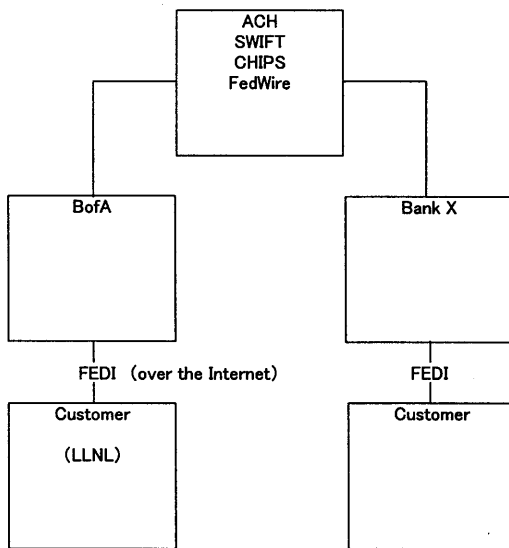 ACH
SWIFT
CHIPS
FedWire
BofA
Bank X
FEDI (over the Internet)
FEDI
Customer
(LLNL)
Customer